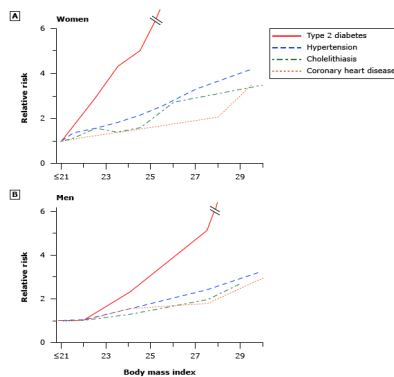 A Women
Type 2 diabetes
Hypertension
Cholelithiasis
Coronary heart disease
Relative risk
6
4
2
0
≤21 23 25 27 29
B Men
Relative risk
6
4
2
0
≤21 23 25 27 29
Body mass index